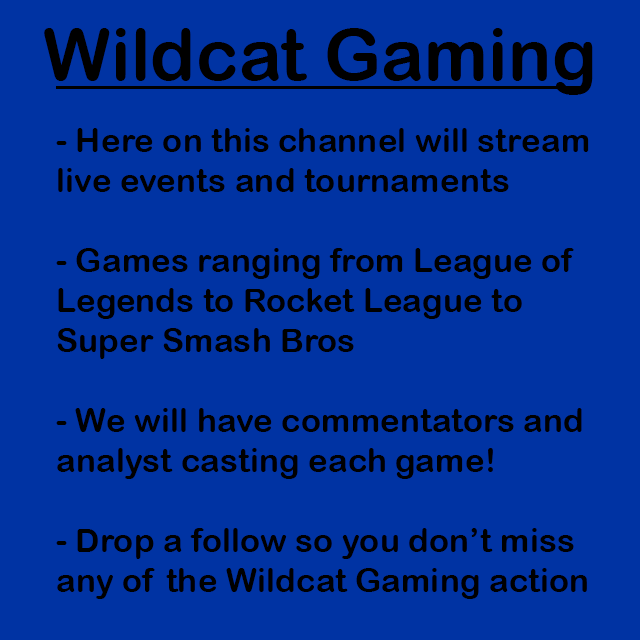 Wildcat Gaming
- Here on this channel will stream
live events and tournaments
- Games ranging from League of
Legends to Rocket League to
Super Smash Bros
- We will have commentators and
analyst casting each game!
- Drop a follow so you don’t miss
any of the Wildcat Gaming action